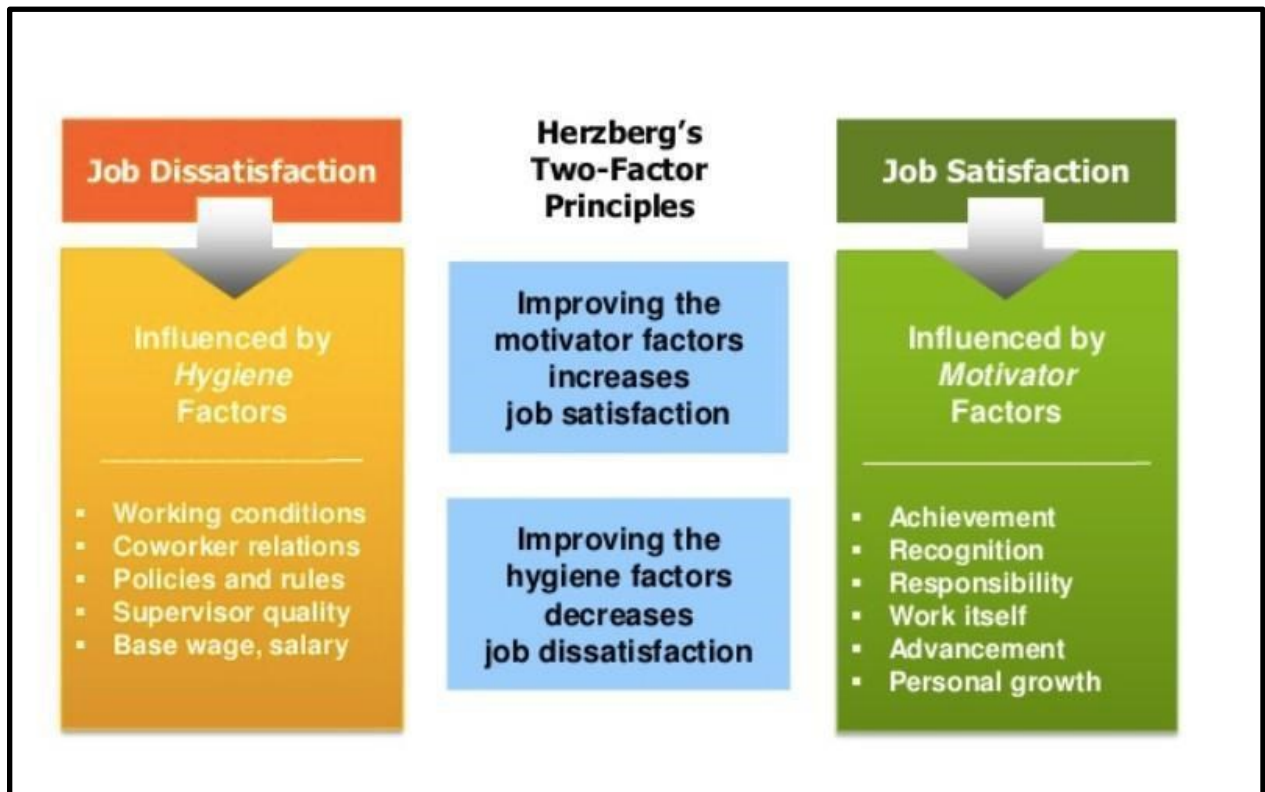 Job Dissatisfaction
Influenced by
Hygiene
Factors
▪ Working conditions
▪ Coworker relations
▪ Policies and rules
▪ Supervisor quality
▪ Base wage, salary
Herzberg's
Two-Factor
Principles
Improving the
motivator factors
increases
job satisfaction
Improving the
hygiene factors
decreases
job dissatisfaction
Job Satisfaction
Influenced by
Motivator
Factors
▪ Achievement
▪ Recognition
▪ Responsibility
▪ Work itself
▪ Advancement
▪ Personal growth